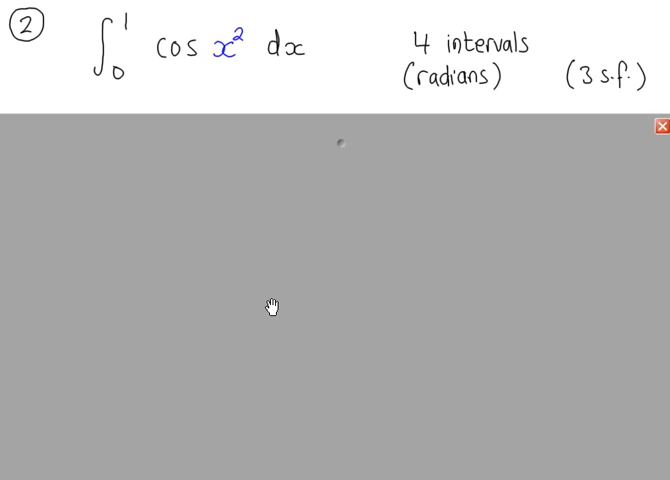 ② ∫₀¹ cos x² dx 4 intervals
(radians) (3 s.f.)